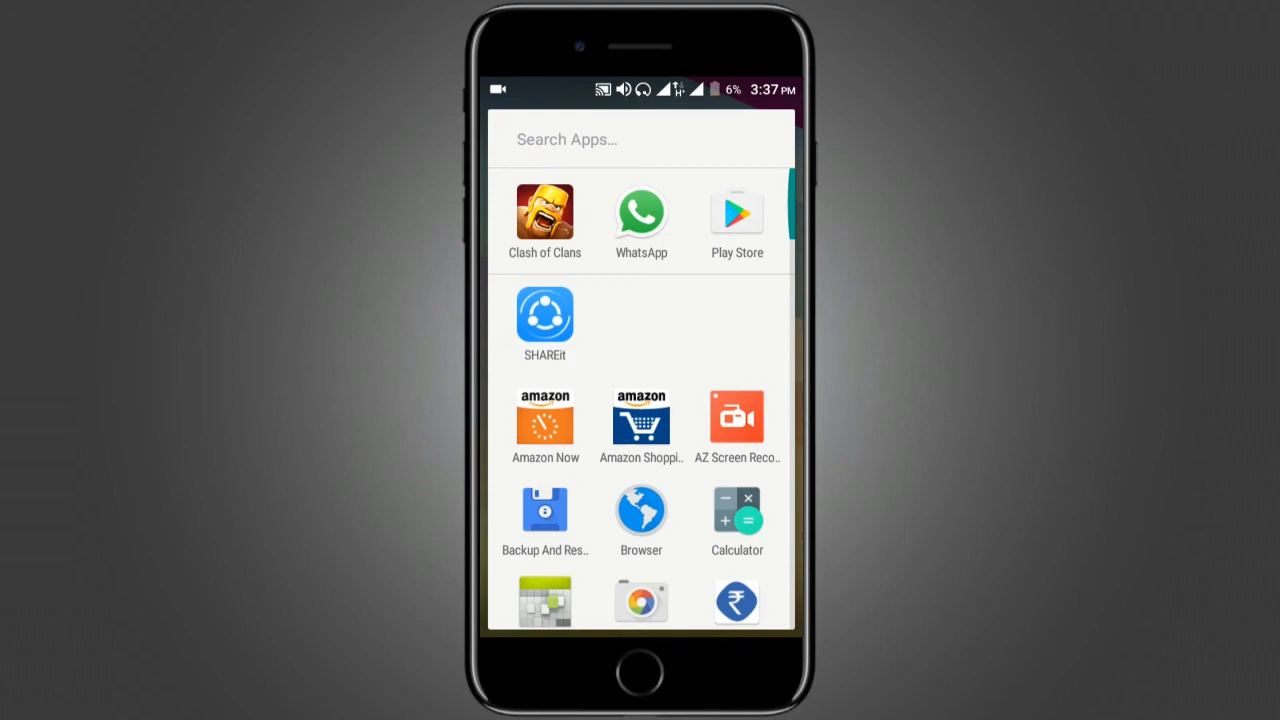 H+ 6% 3:37 PM
Search Apps...
Clash of Clans WhatsApp Play Store
SHAREit
amazon amazon
Amazon Now Amazon Shoppi.. AZ Screen Reco..
Backup And Res.. Browser Calculator